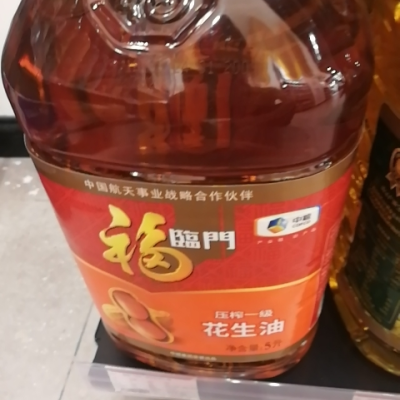 中国航天事业战略合作伙伴
福臨門
中粮
压榨一级
花生油
净含量:5升